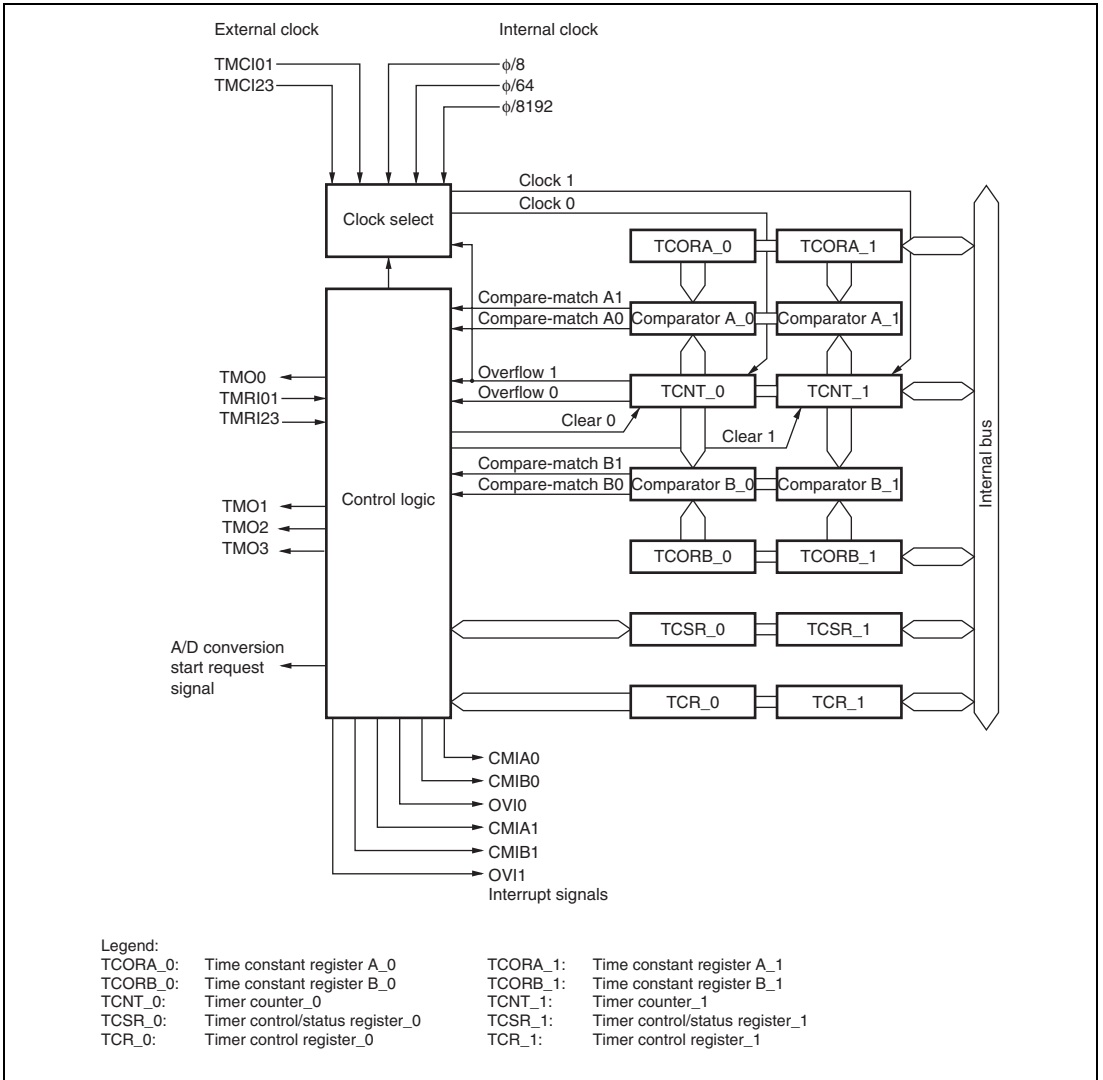 External clock
Internal clock
TMCI01
TMCI23
ϕ/8
ϕ/64
ϕ/8192
Clock select
Clock 1
Clock 0
TCORA_0
TCORA_1
Compare-match A1
Compare-match A0
Comparator A_0
Comparator A_1
TMO0
TMRI01
TMRI23
Overflow 1
Overflow 0
TCNT_0
TCNT_1
Clear 0
Clear 1
Internal bus
Compare-match B1
Compare-match B0
Comparator B_0
Comparator B_1
Control logic
TMO1
TMO2
TMO3
TCORB_0
TCORB_1
TCSR_0
TCSR_1
A/D conversion
start request
signal
TCR_0
TCR_1
CMIA0
CMIB0
OVI0
CMIA1
CMIB1
OVI1
Interrupt signals
Legend:
TCORA_0: Time constant register A_0
TCORB_0: Time constant register B_0
TCNT_0: Timer counter_0
TCSR_0: Timer control/status register_0
TCR_0: Timer control register_0
TCORA_1: Time constant register A_1
TCORB_1: Time constant register B_1
TCNT_1: Timer counter_1
TCSR_1: Timer control/status register_1
TCR_1: Timer control register_1